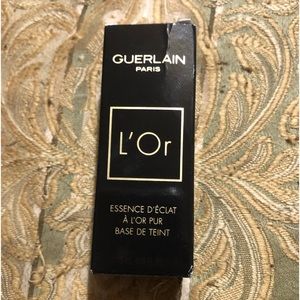 GUERLAIN
PARIS
L'Or
ESSENCE D'ÉCLAT
À L'OR PUR
BASE DE TEINT